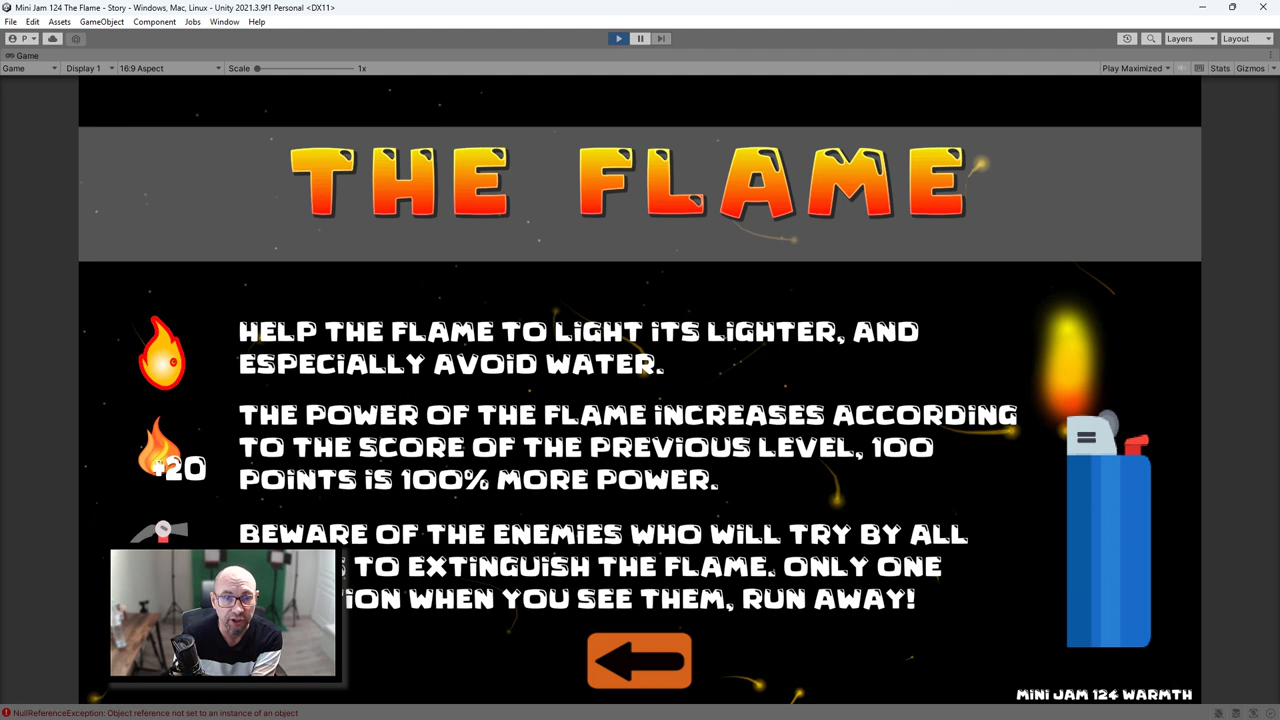 Mini Jam 124 The Flame - Story - Windows, Mac, Linux - Unity 2021.3.9f1 Personal <DX11>
File Edit Assets GameObject Component Jobs Window Help
P Layers Layout
Game
Game Display 1 16:9 Aspect Scale 1x Play Maximized Stats Gizmos
THE FLAME
HELP THE FLAME TO LIGHT ITS LIGHTER, AND
ESPECIALLY AVOID WATER.
THE POWER OF THE FLAME INCREASES ACCORDING
TO THE SCORE OF THE PREVIOUS LEVEL, 100
POINTS IS 100% MORE POWER.
+20
BEWARE OF THE ENEMIES WHO WILL TRY BY ALL
TO EXTINGUISH THE FLAME. ONLY ONE
WHEN YOU SEE THEM, RUN AWAY!
MINI JAM 124 WARMTH
NullReferenceException: Object reference not set to an instance of an object